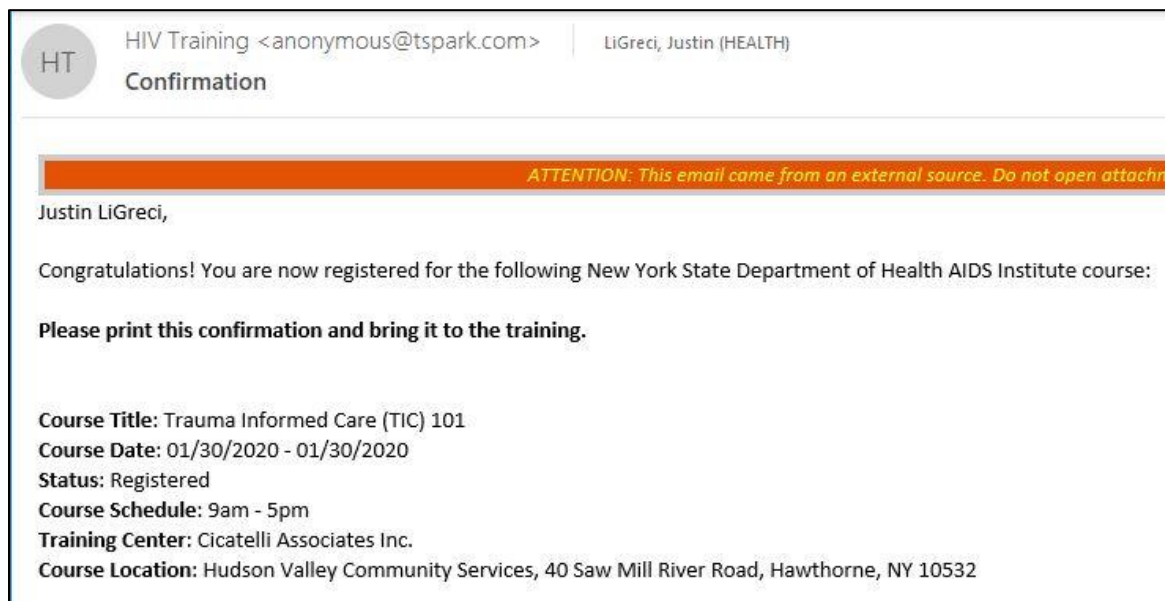 HT
HIV Training <anonymous@tspark.com>
LiGreci, Justin (HEALTH)
Confirmation
ATTENTION: This email came from an external source. Do not open attachm
Justin LiGreci,
Congratulations! You are now registered for the following New York State Department of Health AIDS Institute course:
Please print this confirmation and bring it to the training.
Course Title: Trauma Informed Care (TIC) 101
Course Date: 01/30/2020 - 01/30/2020
Status: Registered
Course Schedule: 9am - 5pm
Training Center: Cicatelli Associates Inc.
Course Location: Hudson Valley Community Services, 40 Saw Mill River Road, Hawthorne, NY 10532